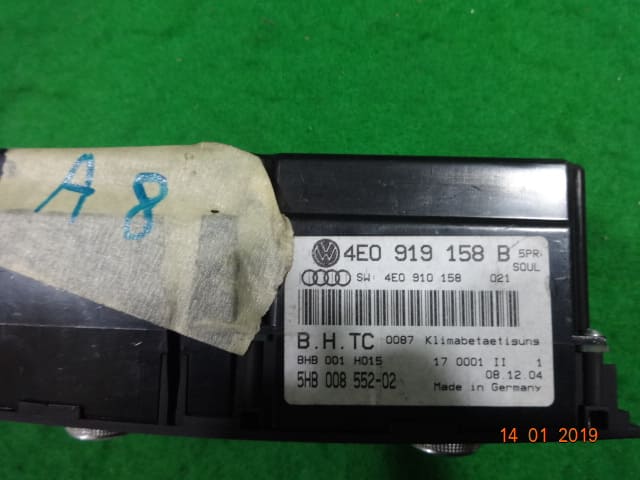 A8
4E0 919 158 B 5PR.
SOUL
SW: 4E0 910 158 021
B.H.TC 0087 Klimabetaetisuns
BHB 001 H015 17 0001 II 1
5HB 008 552-02 08.12.04
Made in Germany
14 01 2019